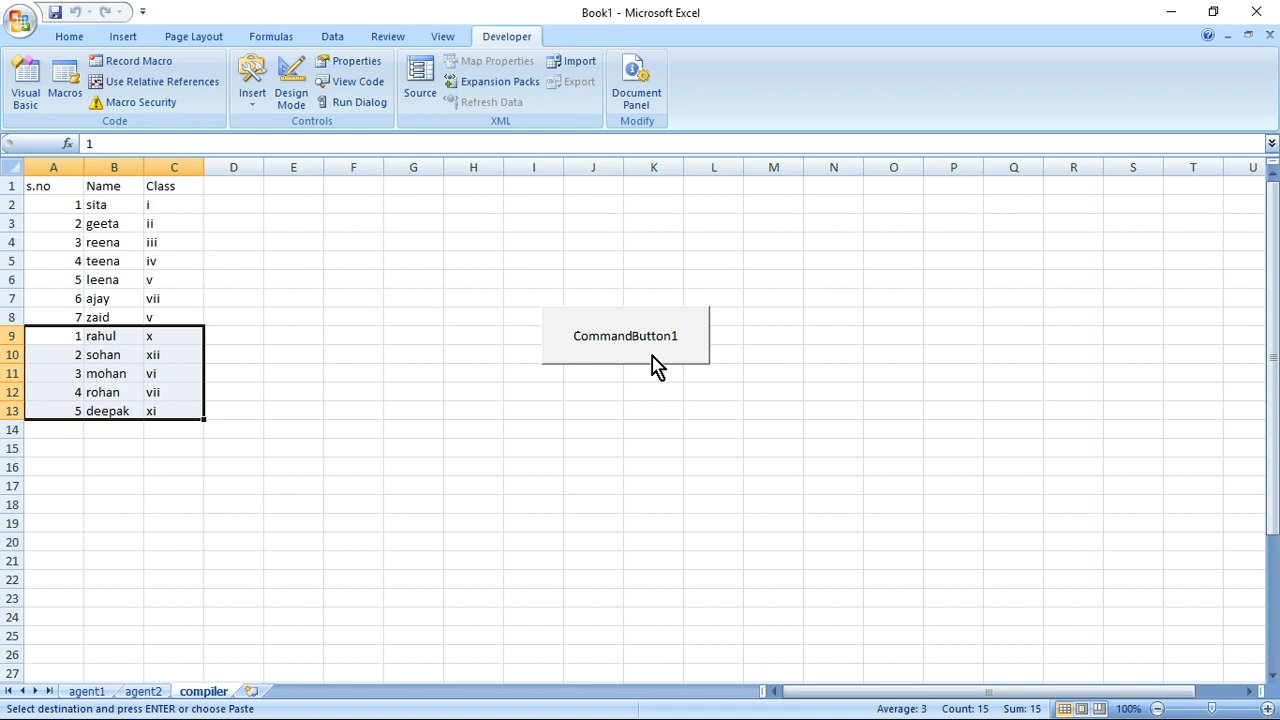 Book1 - Microsoft Excel
Home Insert Page Layout Formulas Data Review View Developer
Visual Basic
Macros
Record Macro
Use Relative References
Macro Security
Code
Insert
Design Mode
Properties
View Code
Run Dialog
Controls
Source
Map Properties
Expansion Packs
Refresh Data
Import
Export
XML
Document Panel
Modify
fx 1
A B C D E F G H I J K L M N O P Q R S T U
1 s.no Name Class
2 1 sita i
3 2 geeta ii
4 3 reena iii
5 4 teena iv
6 5 leena v
7 6 ajay vii
8 7 zaid v
9 1 rahul x CommandButton1
10 2 sohan xii
11 3 mohan vi
12 4 rohan vii
13 5 deepak xi
14
15
16
17
18
19
20
21
22
23
24
25
26
27
agent1 agent2 compiler
Select destination and press ENTER or choose Paste Average: 3 Count: 15 Sum: 15 100%